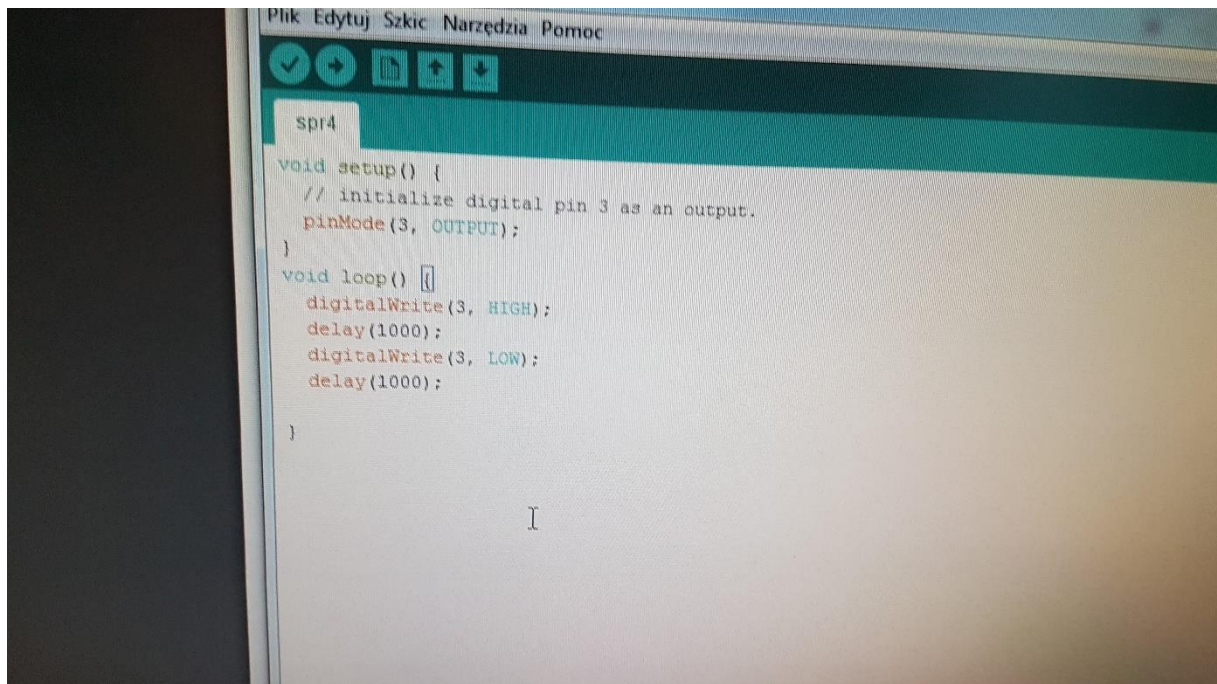 Plik Edytuj Szkic Narzędzia Pomoc
spr4
void setup() {
  // initialize digital pin 3 as an output.
  pinMode(3, OUTPUT);
}
void loop() {
  digitalWrite(3, HIGH);
  delay(1000);
  digitalWrite(3, LOW);
  delay(1000);
}